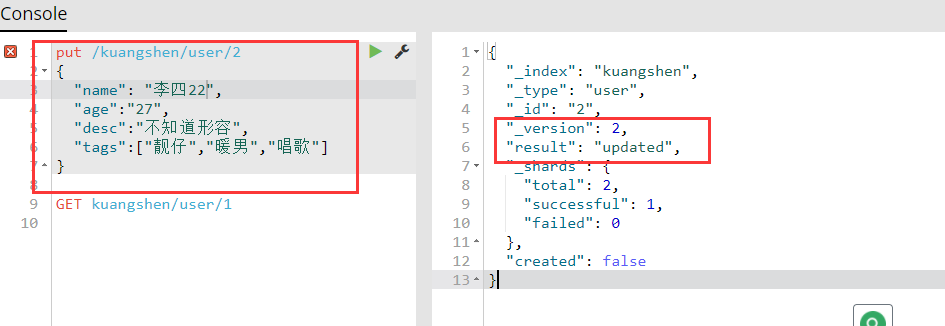 Console
1 put /kuangshen/user/2
2 {
3 "name": "李四22",
4 "age":"27",
5 "desc":"不知道形容",
6 "tags":["靓仔","暖男","唱歌"]
7 }
8
9 GET kuangshen/user/1
10
1 {
2 "_index": "kuangshen",
3 "_type": "user",
4 "_id": "2",
5 "_version": 2,
6 "result": "updated",
7 "_shards": {
8 "total": 2,
9 "successful": 1,
10 "failed": 0
11 },
12 "created": false
13 }